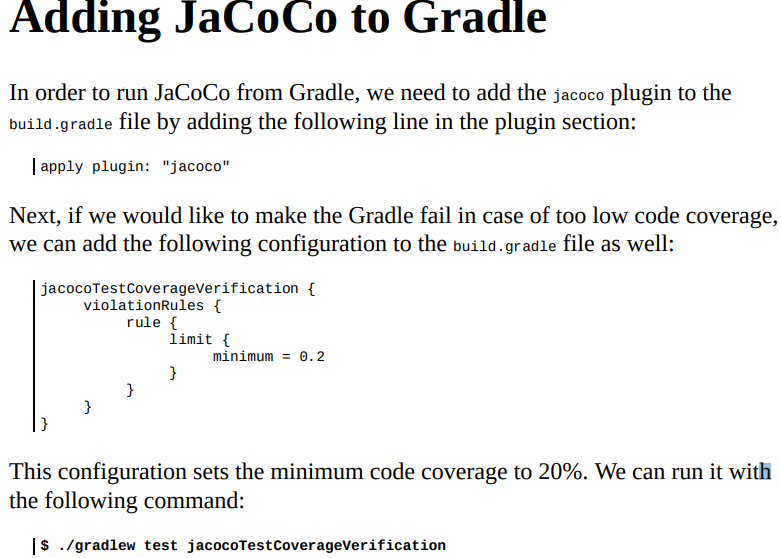 Adding JaCoCo to Gradle
In order to run JaCoCo from Gradle, we need to add the jacoco plugin to the
build.gradle file by adding the following line in the plugin section:
apply plugin: "jacoco"
Next, if we would like to make the Gradle fail in case of too low code coverage,
we can add the following configuration to the build.gradle file as well:
jacocoTestCoverageVerification {
     violationRules {
          rule {
               limit {
                    minimum = 0.2
               }
          }
     }
}
This configuration sets the minimum code coverage to 20%. We can run it with
the following command:
$ ./gradlew test jacocoTestCoverageVerification